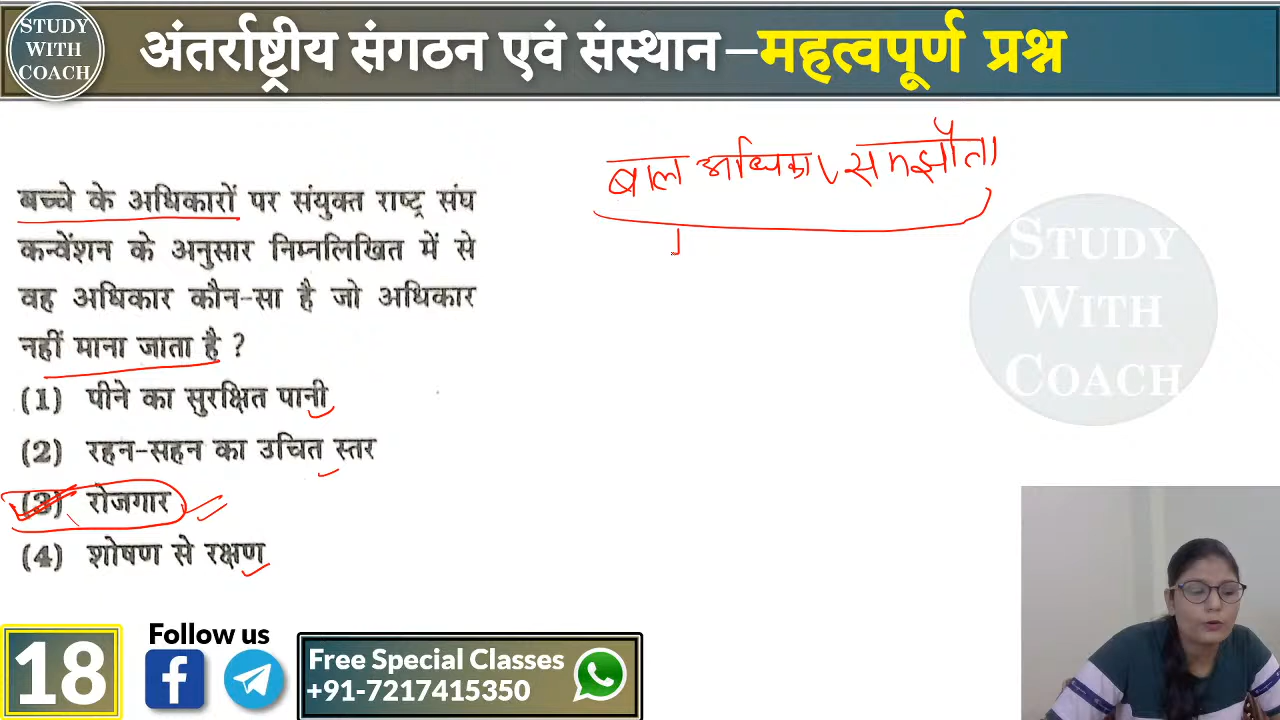 STUDY
WITH
COACH
अंतर्राष्ट्रीय संगठन एवं संस्थान–महत्वपूर्ण प्रश्न
बाल अधिकार समझौता
बच्चे के अधिकारों पर संयुक्त राष्ट्र संघ
कन्वेंशन के अनुसार निम्नलिखित में से
वह अधिकार कौन-सा है जो अधिकार
नहीं माना जाता है ?
(1) पीने का सुरक्षित पानी
(2) रहन-सहन का उचित स्तर
(3) रोजगार
(4) शोषण से रक्षण
STUDY
WITH
COACH
18
Follow us
Free Special Classes
+91-7217415350